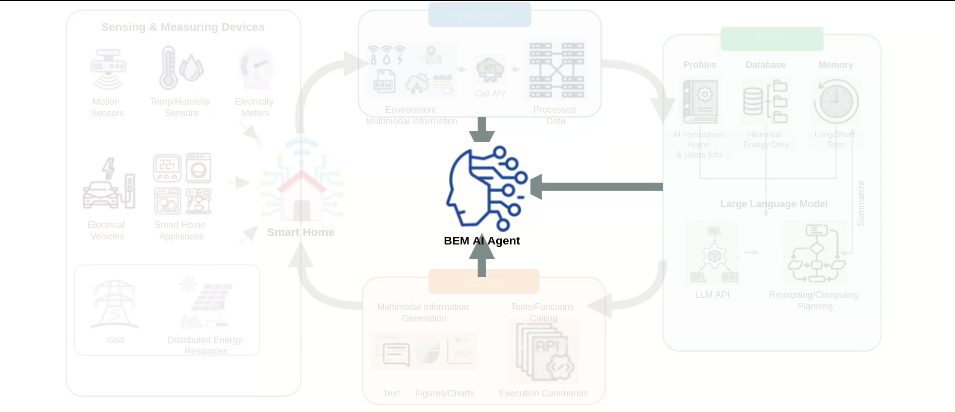 Sensing & Measuring Devices
Motion
Sensors
Temp/Humidity
Sensors
Electricity
Meters
Electrical
Vehicles
22+
Smart Home
Appliances
Grid
Distributed Energy
Resources
Smart Home
Call API
Environment
Multimodal Information
Processed
Data
BEM AI Agent
Multimodal Information
Generation
Tools/Functions
Calling
API
Text
Figures/Charts
Execution Commands
Profiles
Database
Memory
AI Instructions
Home
& Users Info.
Historical
Energy Data
Long/Short
Term
Large Language Model
Summarize
LLM API
Reasoning/Computing
Planning